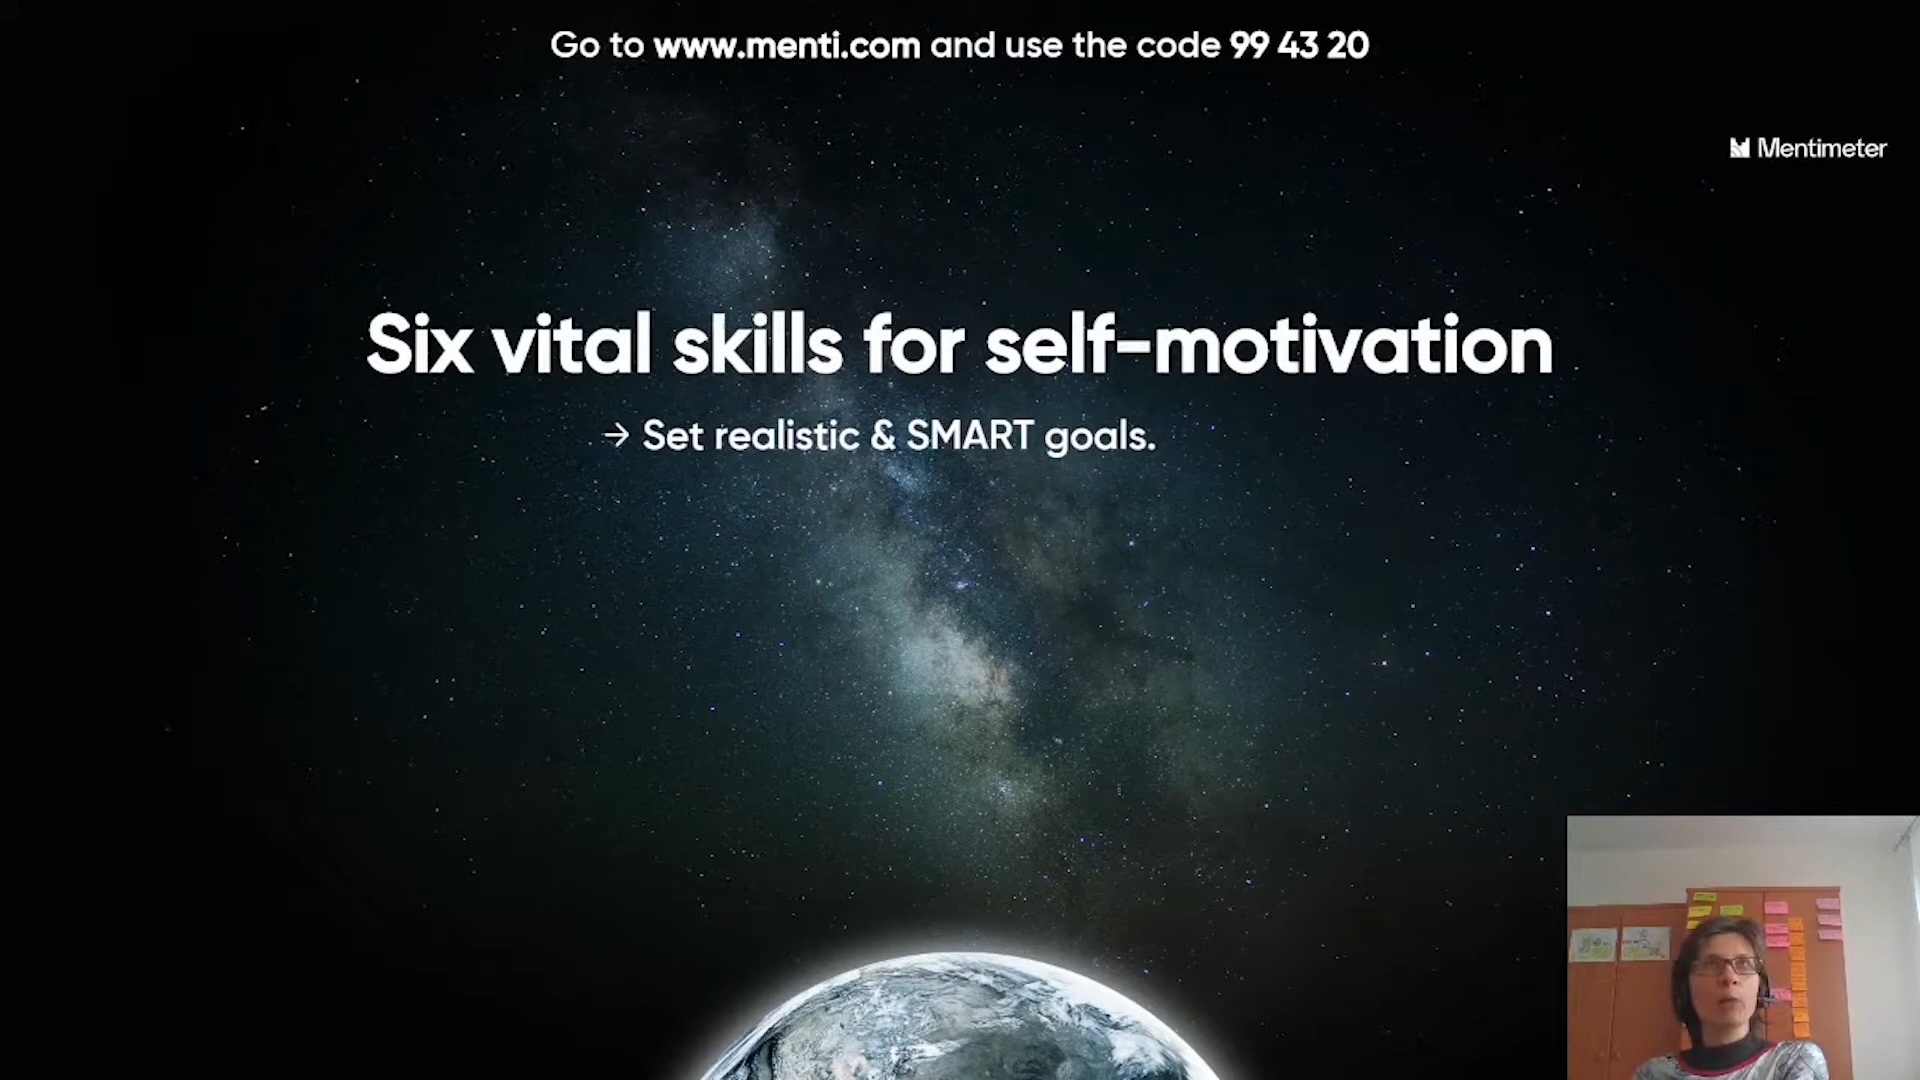 Go to www.menti.com and use the code 99 43 20
Mentimeter
Six vital skills for self-motivation
→ Set realistic & SMART goals.